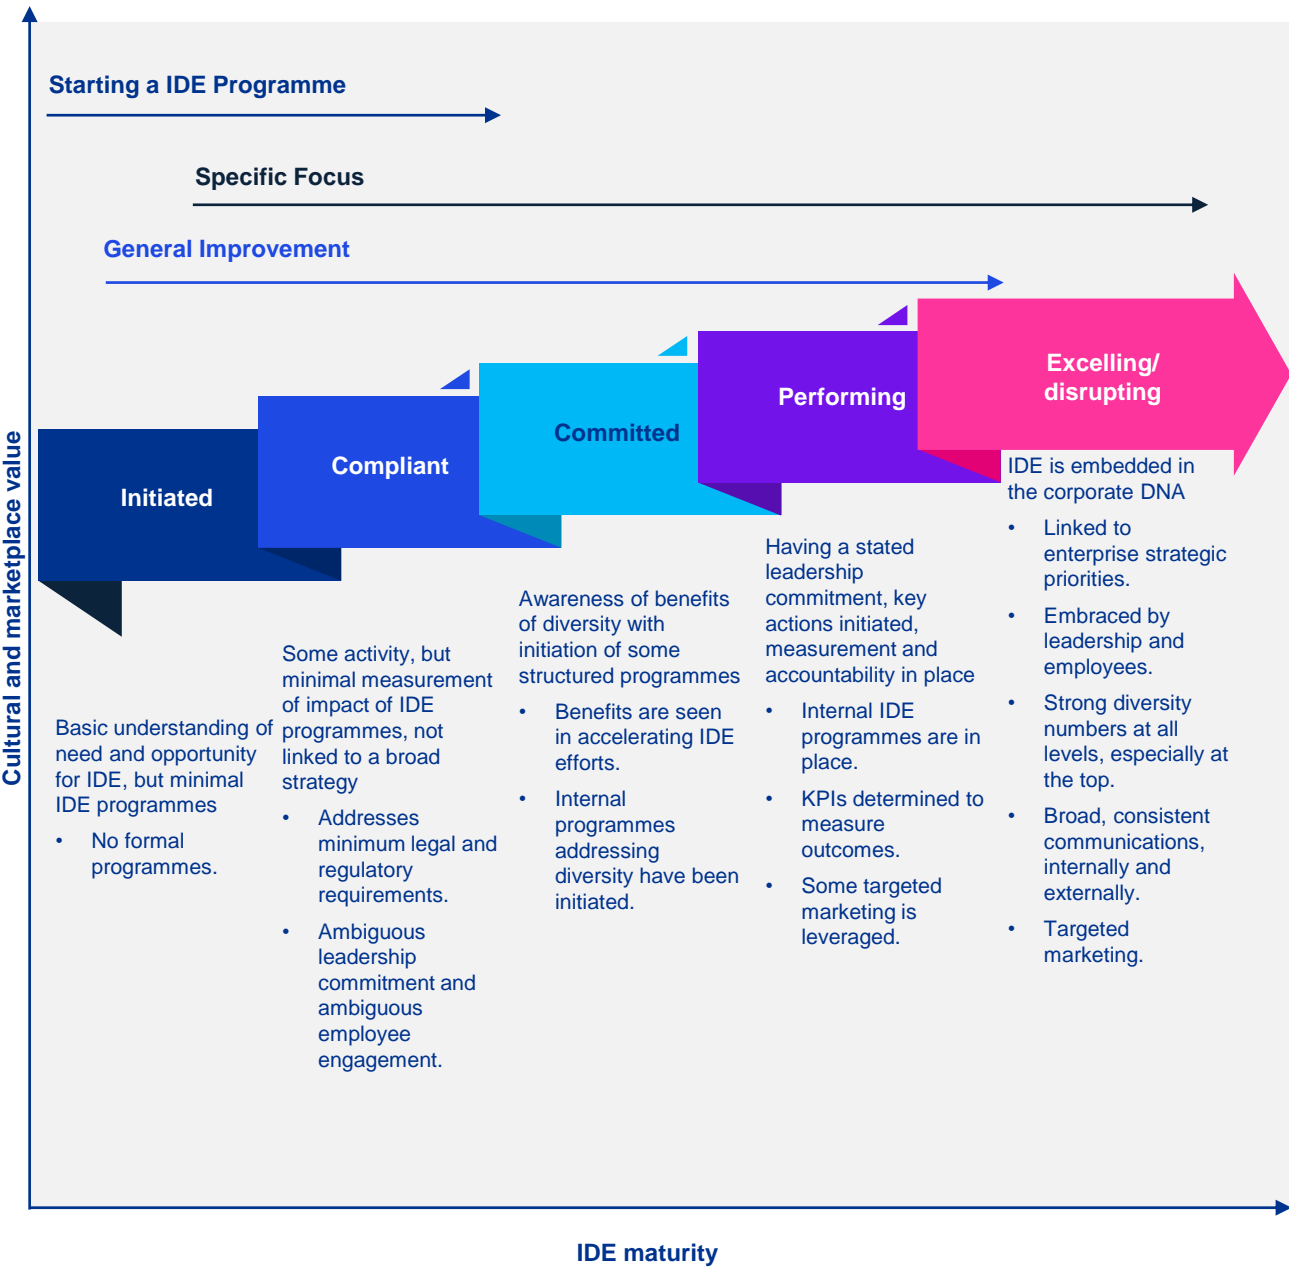 Starting a IDE Programme
Specific Focus
General Improvement
Cultural and marketplace value
Initiated
Compliant
Committed
Performing
Excelling/
disrupting
Basic understanding of
need and opportunity
for IDE, but minimal
IDE programmes
• No formal
programmes.
Some activity, but
minimal measurement
of impact of IDE
programmes, not
linked to a broad
strategy
• Addresses
minimum legal and
regulatory
requirements.
• Ambiguous
leadership
commitment and
ambiguous
employee
engagement.
Awareness of benefits
of diversity with
initiation of some
structured programmes
• Benefits are seen
in accelerating IDE
efforts.
• Internal
programmes
addressing
diversity have been
initiated.
Having a stated
leadership
commitment, key
actions initiated,
measurement and
accountability in place
• Internal IDE
programmes are in
place.
• KPIs determined to
measure
outcomes.
• Some targeted
marketing is
leveraged.
IDE is embedded in
the corporate DNA
• Linked to
enterprise strategic
priorities.
• Embraced by
leadership and
employees.
• Strong diversity
numbers at all
levels, especially at
the top.
• Broad, consistent
communications,
internally and
externally.
• Targeted
marketing.
IDE maturity